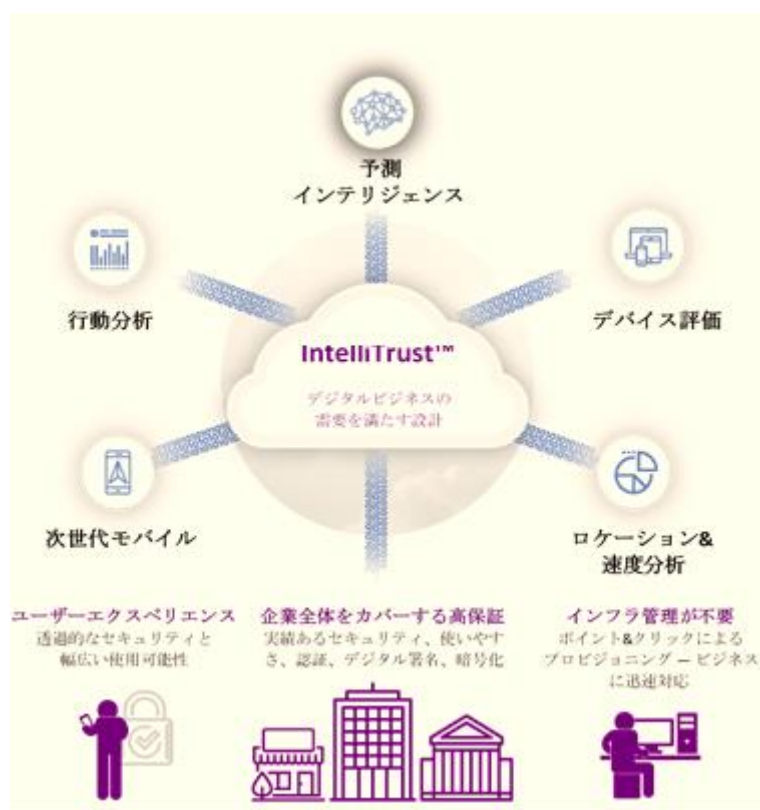 予測
インテリジェンス
行動分析
デバイス評価
IntelliTrust™
デジタルビジネスの
需要を満たす設計
次世代モバイル
ロケーション&
速度分析
ユーザーエクスペリエンス
透過的なセキュリティと
幅広い使用可能性
企業全体をカバーする高保証
実績あるセキュリティ、使いやす
さ、認証、デジタル署名、暗号化
インフラ管理が不要
ポイント&クリックによる
プロビジョニング – ビジネス
に迅速対応